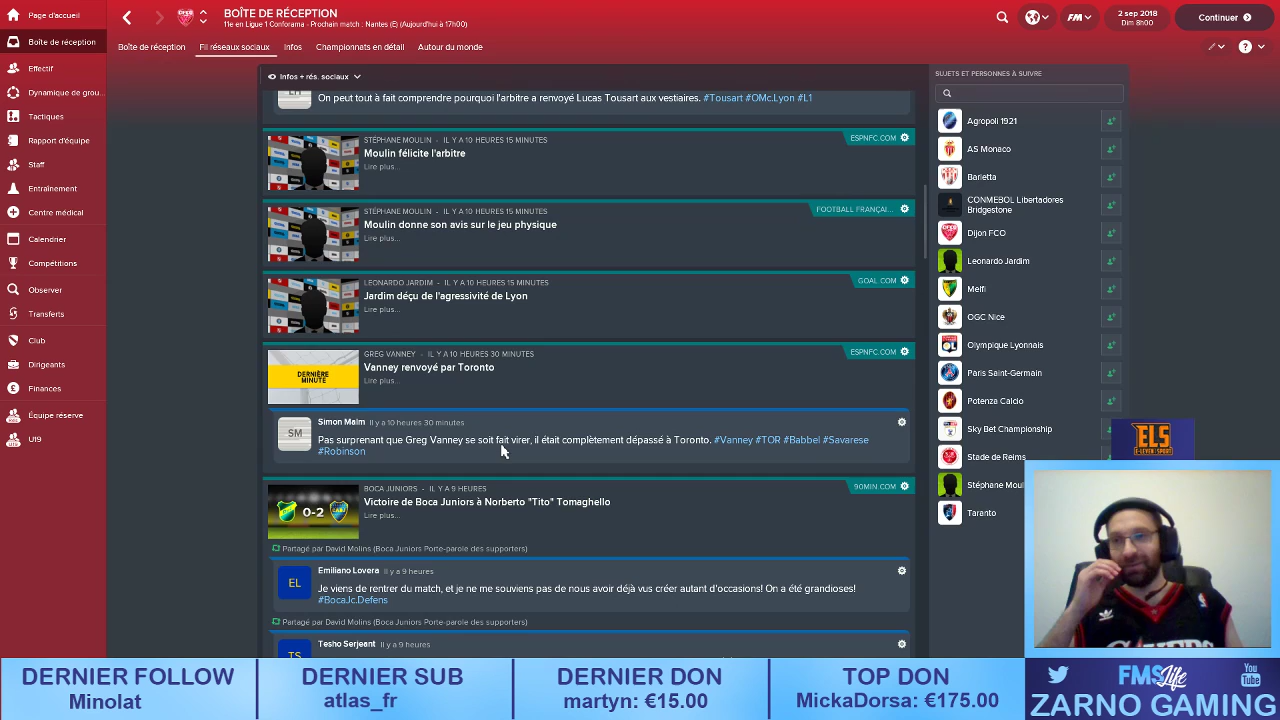 Page d'accueil
Boîte de réception
Effectif
Dynamique de grou...
Tactiques
Rapport d'équipe
Staff
Entraînement
Centre médical
Calendrier
Compétitions
Observer
Transferts
Club
Dirigeants
Finances
Équipe réserve
U19
BOÎTE DE RÉCEPTION
11e en Ligue 1 Conforama - Prochain match : Nantes (E) (Aujourd'hui à 17h00)
FM
2 sep 2018
Dim 8h00
Continuer
Boîte de réception
Fil réseaux sociaux
Infos
Championnats en détail
Autour du monde
Infos + rés. sociaux
On peut tout à fait comprendre pourquoi l'arbitre a renvoyé Lucas Tousart aux vestiaires. #Tousart #OMc.Lyon #L1
STÉPHANE MOULIN - IL Y A 10 HEURES 15 MINUTES
ESPNFC.COM
Moulin félicite l'arbitre
Lire plus...
STÉPHANE MOULIN - IL Y A 10 HEURES 15 MINUTES
FOOTBALL FRANÇAI...
Moulin donne son avis sur le jeu physique
Lire plus...
LEONARDO JARDIM - IL Y A 10 HEURES 15 MINUTES
GOAL.COM
Jardim déçu de l'agressivité de Lyon
Lire plus...
GREG VANNEY - IL Y A 10 HEURES 30 MINUTES
ESPNFC.COM
DERNIÈRE
MINUTE
Vanney renvoyé par Toronto
Lire plus...
SM
Simon Malm Il y a 10 heures 30 minutes
Pas surprenant que Greg Vanney se soit fait virer, il était complètement dépassé à Toronto. #Vanney #TOR #Babbel #Savarese
#Robinson
BOCA JUNIORS - IL Y A 9 HEURES
90MIN.COM
0-2
Victoire de Boca Juniors à Norberto "Tito" Tomaghello
Lire plus...
Partagé par David Molins (Boca Juniors Porte-parole des supporters)
EL
Emiliano Lovera Il y a 9 heures
Je viens de rentrer du match, et je ne me souviens pas de nous avoir déjà vus créer autant d'occasions! On a été grandioses!
#BocaJc.Defens
Partagé par David Molins (Boca Juniors Porte-parole des supporters)
TS
Tesho Serjeant Il y a 9 heures
SUJETS ET PERSONNES À SUIVRE
Agropoli 1921
AS Monaco
Barletta
CONMEBOL Libertadores
Bridgestone
Dijon FCO
Leonardo Jardim
Melfi
OGC Nice
Olympique Lyonnais
Paris Saint-Germain
Potenza Calcio
Sky Bet Championship
Stade de Reims
Stéphane Moul
Taranto
ELS
E-LEVEN ESPORT
DERNIER FOLLOW
Minolat
DERNIER SUB
atlas_fr
DERNIER DON
martyn: €15.00
TOP DON
MickaDorsa: €175.00
FMSLife
You
Tube
ZARNO GAMING